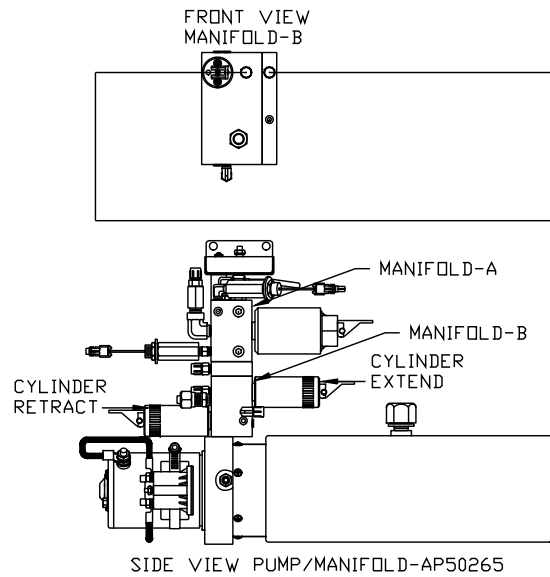 FRONT VIEW
MANIFOLD-B
MANIFOLD-A
MANIFOLD-B
CYLINDER
EXTEND
CYLINDER
RETRACT
SIDE VIEW PUMP/MANIFOLD-AP50265